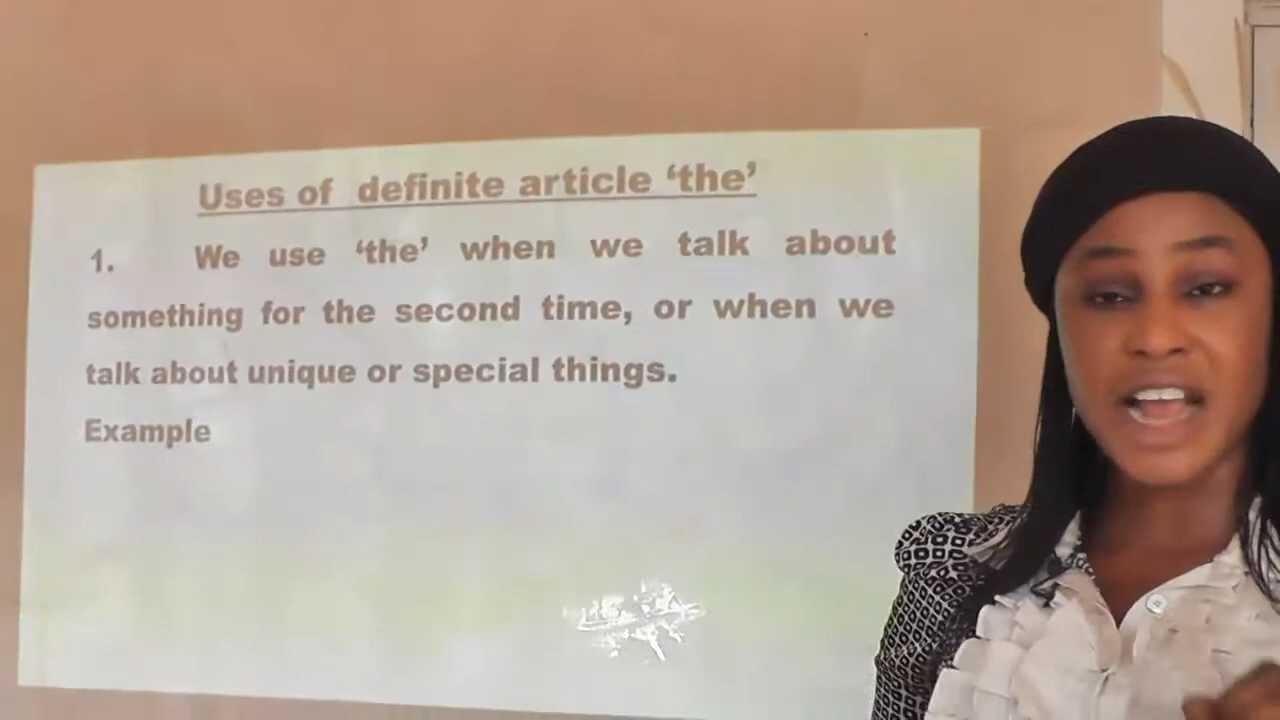 Uses of definite article ‘the’
1. We use ‘the’ when we talk about
something for the second time, or when we
talk about unique or special things.
Example